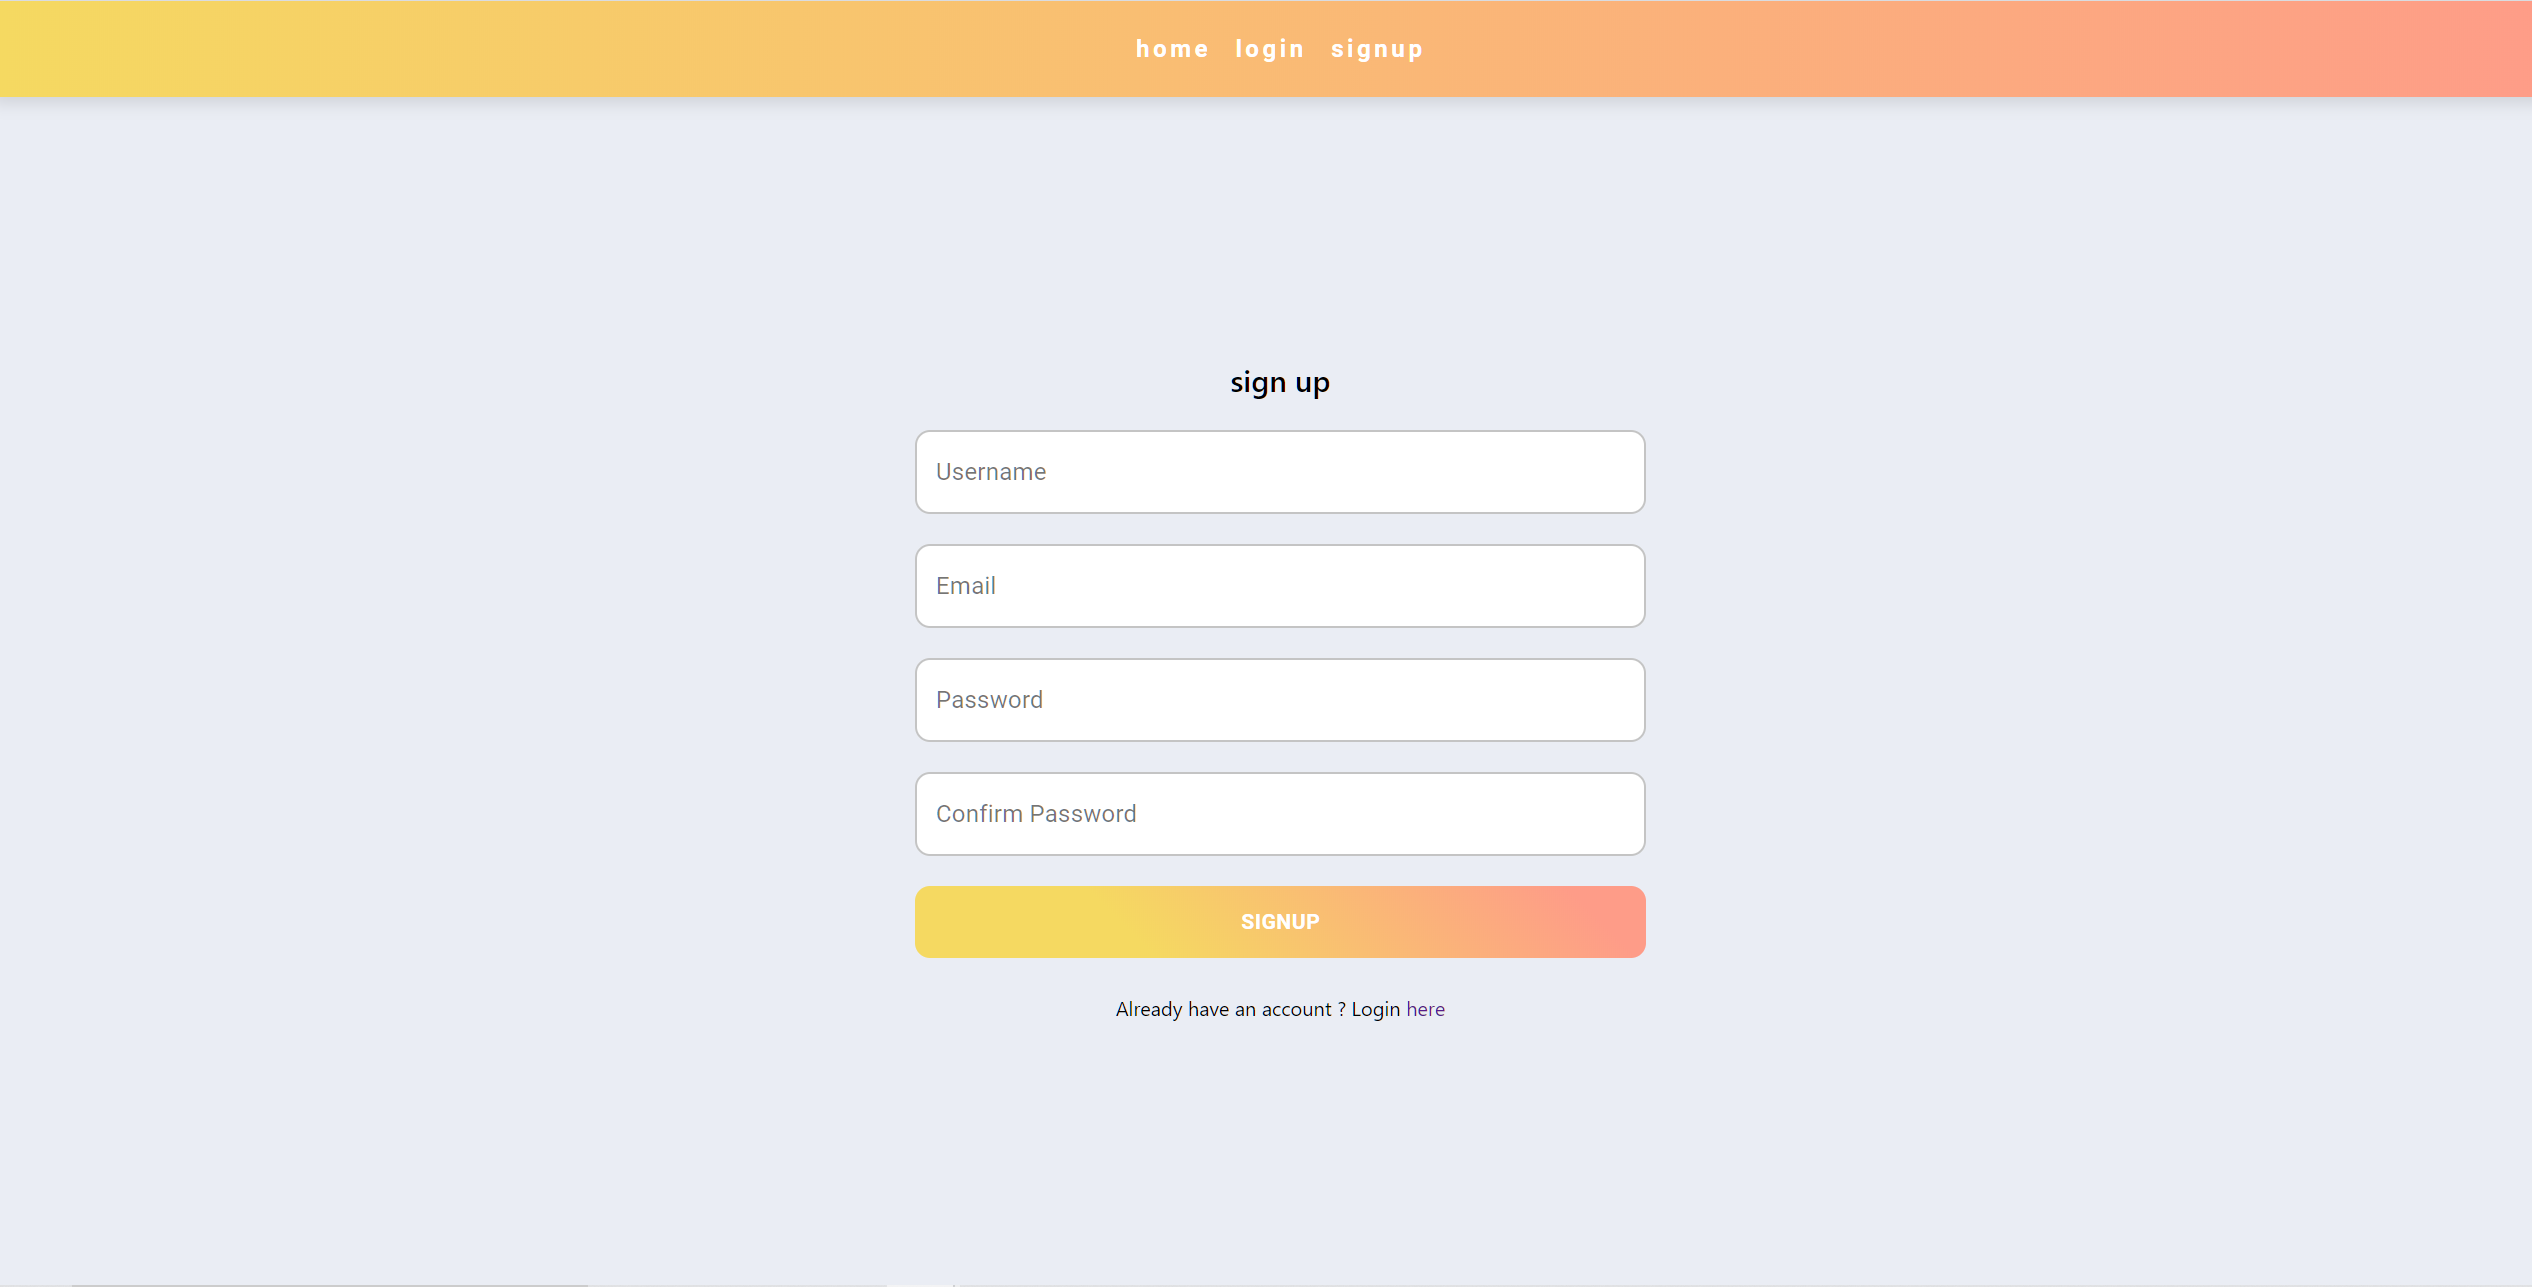 home login signup
sign up
Username
Email
Password
Confirm Password
SIGNUP
Already have an account ? Login here